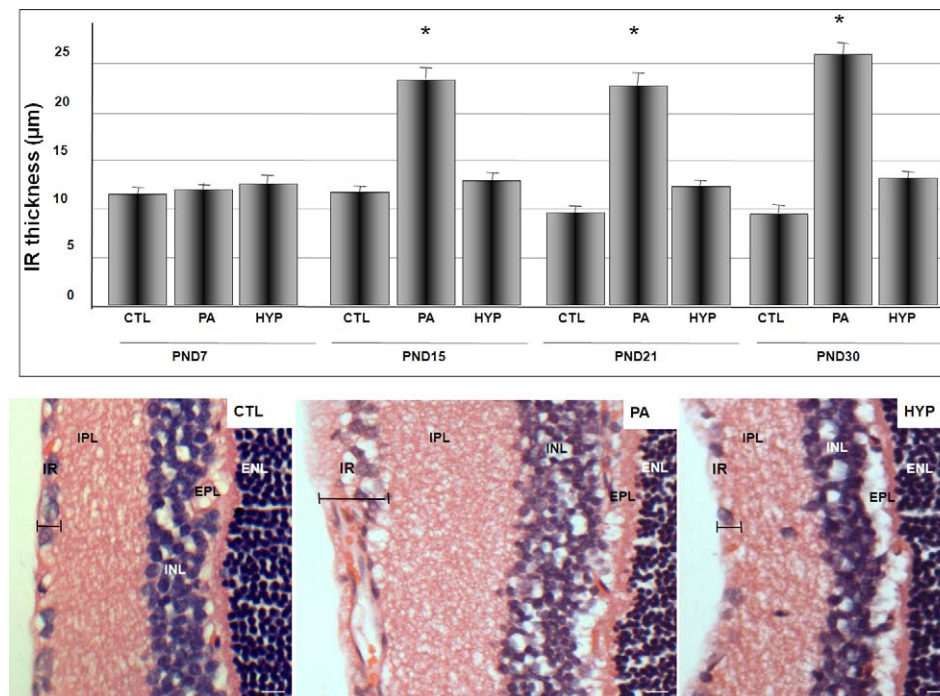 IR thickness (µm)
25
20
15
10
5
0
* * *
CTL PA HYP CTL PA HYP CTL PA HYP CTL PA HYP
PND7 PND15 PND21 PND30
CTL
IPL
IR
ENL
EPL
INL
PA
IPL
INL
IR
ENL
EPL
HYP
IPL
INL
IR
ENL
EPL